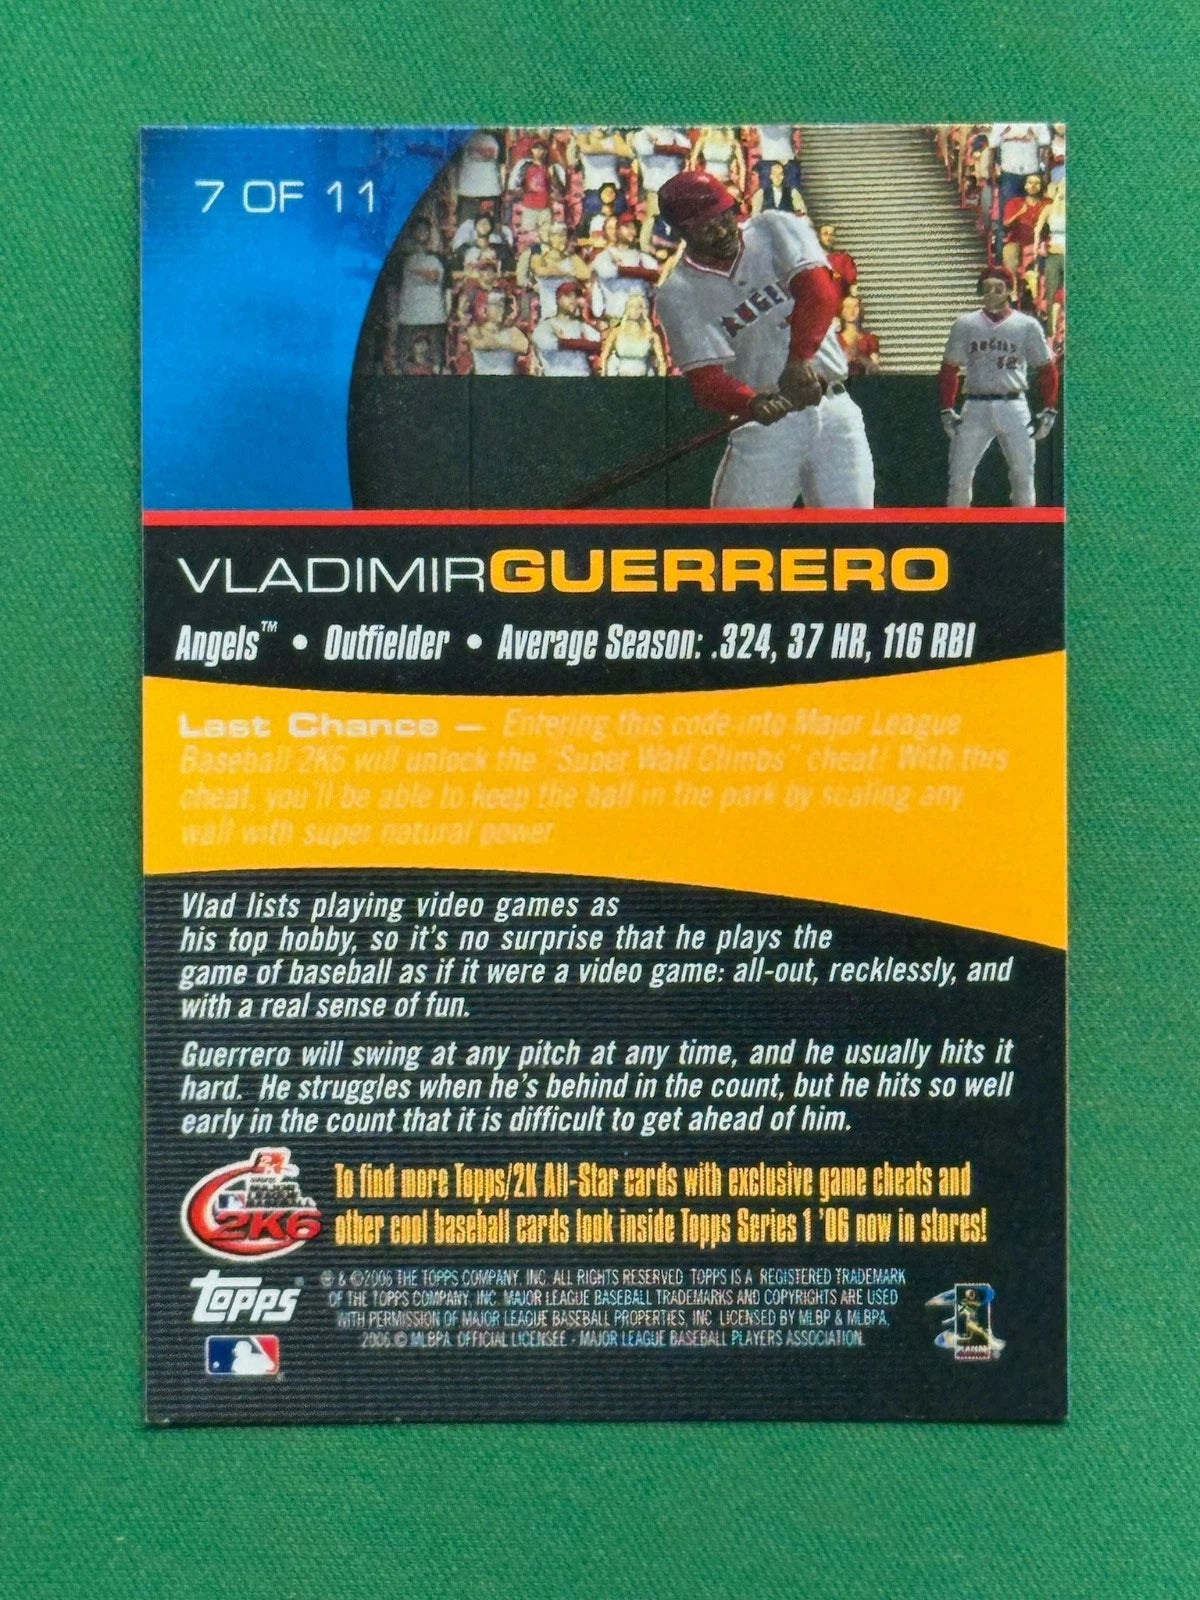 7 OF 11
ANGEL
ANGELS
12
VLADIMIRGUERRERO
Angels™ • Outfielder • Average Season: .324, 37 HR, 116 RBI
Last Chance – Entering this code into Major League
Baseball 2K6 will unlock the "Super Wall Climbs" cheat! With this
cheat, you'll be able to keep the ball in the park by scaling any
wall with super natural power.
Vlad lists playing video games as
his top hobby, so it's no surprise that he plays the
game of baseball as if it were a video game: all-out, recklessly, and
with a real sense of fun.
Guerrero will swing at any pitch at any time, and he usually hits it
hard. He struggles when he's behind in the count, but he hits so well
early in the count that it is difficult to get ahead of him.
2K
MAJOR
LEAGUE
BASEBALL
2K6
To find more Topps/2K All-Star cards with exclusive game cheats and
other cool baseball cards look inside Topps Series 1 '06 now in stores!
Topps®
® & ©2006 THE TOPPS COMPANY, INC. ALL RIGHTS RESERVED. TOPPS IS A REGISTERED TRADEMARK
OF THE TOPPS COMPANY, INC. MAJOR LEAGUE BASEBALL TRADEMARKS AND COPYRIGHTS ARE USED
WITH PERMISSION OF MAJOR LEAGUE BASEBALL PROPERTIES, INC. LICENSED BY MLBP & MLBPA,
2006. © MLBPA. OFFICIAL LICENSEE - MAJOR LEAGUE BASEBALL PLAYERS ASSOCIATION.
PLAYERS